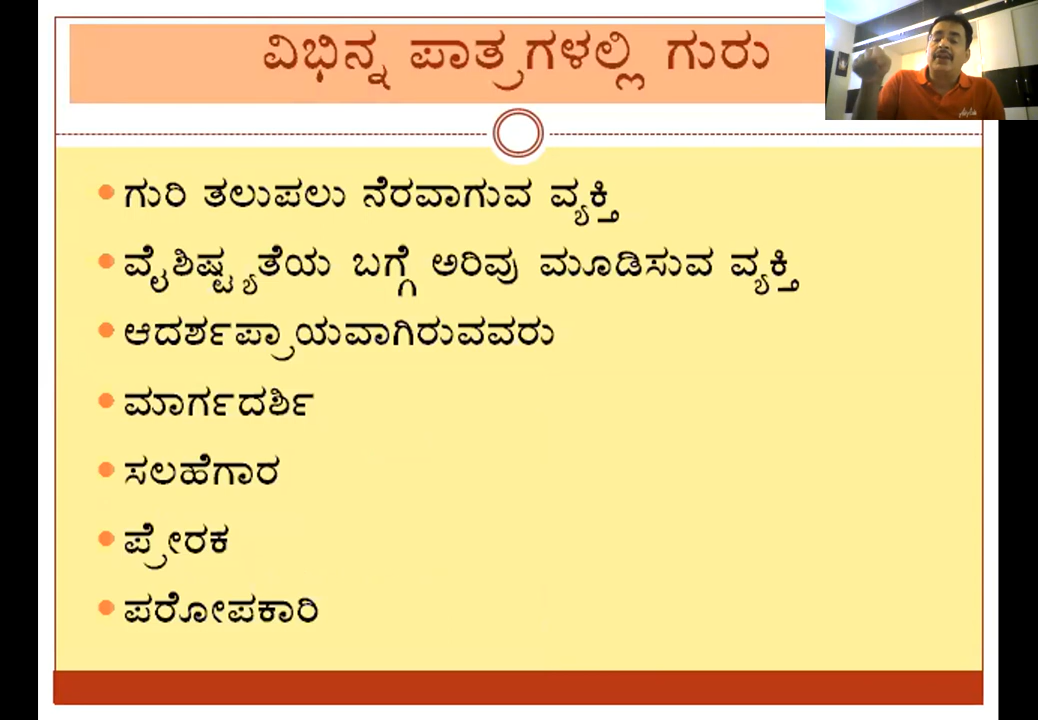 ವಿಭಿನ್ನ ಪಾತ್ರಗಳಲ್ಲಿ ಗುರು
•ಗುರಿ ತಲುಪಲು ನೆರವಾಗುವ ವ್ಯಕ್ತಿ
•ವೈಶಿಷ್ಟ್ಯತೆಯ ಬಗ್ಗೆ ಅರಿವು ಮೂಡಿಸುವ ವ್ಯಕ್ತಿ
•ಆದರ್ಶಪ್ರಾಯವಾಗಿರುವವರು
•ಮಾರ್ಗದರ್ಶಿ
•ಸಲಹೆಗಾರ
•ಪ್ರೇರಕ
•ಪರೋಪಕಾರಿ